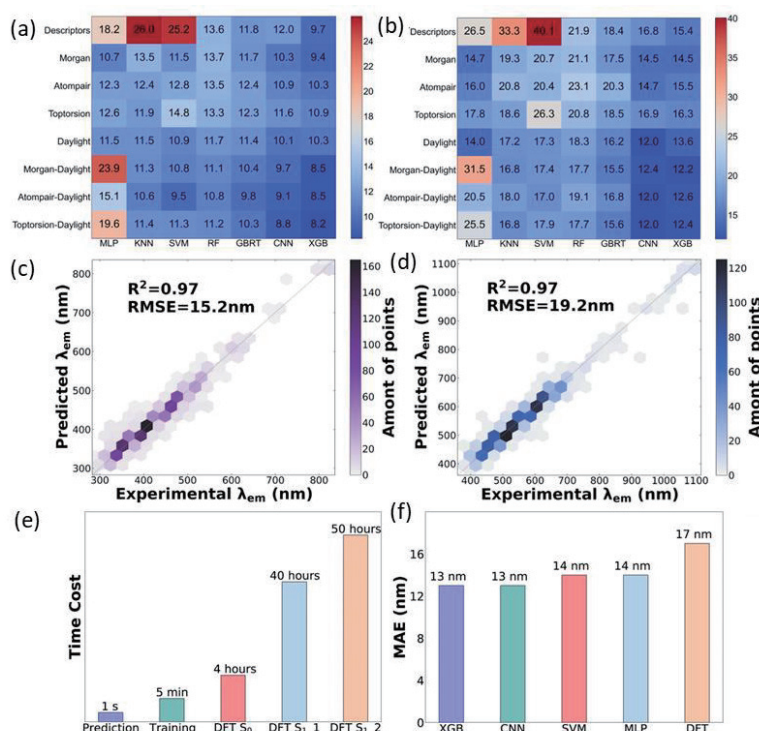 (a)
Descriptors 18.2 26.0 25.2 13.6 11.8 12.0 9.7
Morgan 10.7 13.5 11.5 13.7 11.7 10.3 9.4
Atompair 12.3 12.4 12.8 13.5 12.4 10.9 10.3
Toptorsion 12.6 11.9 14.8 13.3 12.3 11.6 10.9
Daylight 11.5 11.5 10.9 11.7 11.4 10.1 10.3
Morgan-Daylight 23.9 11.3 10.8 11.1 10.3 9.7 8.5
Atompair-Daylight 15.1 10.6 9.5 10.8 9.8 9.1 8.5
Toptorsion-Daylight 19.6 11.4 11.3 11.2 10.3 8.8 8.2
MLP KNN SVM RF GBRT CNN XGB
24
22
20
18
16
14
12
10
(b)
Descriptors 26.5 33.3 40.1 21.9 18.4 16.8 15.4
Morgan 14.7 19.3 20.7 20.1 16.9 14.5 14.5
Atompair 16.0 20.8 20.4 23.1 20.3 14.7 15.5
Toptorsion 17.8 18.6 26.3 20.8 18.5 16.9 16.3
Daylight 14.0 17.2 17.3 18.3 16.2 12.0 13.6
Morgan-Daylight 31.5 16.8 17.4 17.7 15.5 12.4 12.2
Atompair-Daylight 20.5 18.0 17.0 19.1 16.2 12.0 12.6
Toptorsion-Daylight 25.5 16.8 17.9 17.7 15.6 12.0 12.4
MLP KNN SVM RF GBRT CNN XGB
40
35
30
25
20
15
(c)
R²=0.97
RMSE=15.2nm
Predicted λem (nm)
800
700
600
500
400
300
300 400 500 600 700 800
Experimental λem (nm)
160
140
120
100
80
60
40
20
0
Amont of points
(d)
R²=0.97
RMSE=19.2nm
Predicted λem (nm)
1100
1000
900
800
700
600
500
400
400 500 600 700 800 900 1000 1100
Experimental λem (nm)
120
100
80
60
40
20
0
Amont of points
(e)
Time Cost
1 s
5 min
4 hours
40 hours
50 hours
Prediction Training DFT S₀ DFT S₁_1 DFT S₁_2
(f)
MAE (nm)
16
12
8
4
0
13 nm 13 nm 14 nm 14 nm 17 nm
XGB CNN SVM MLP DFT